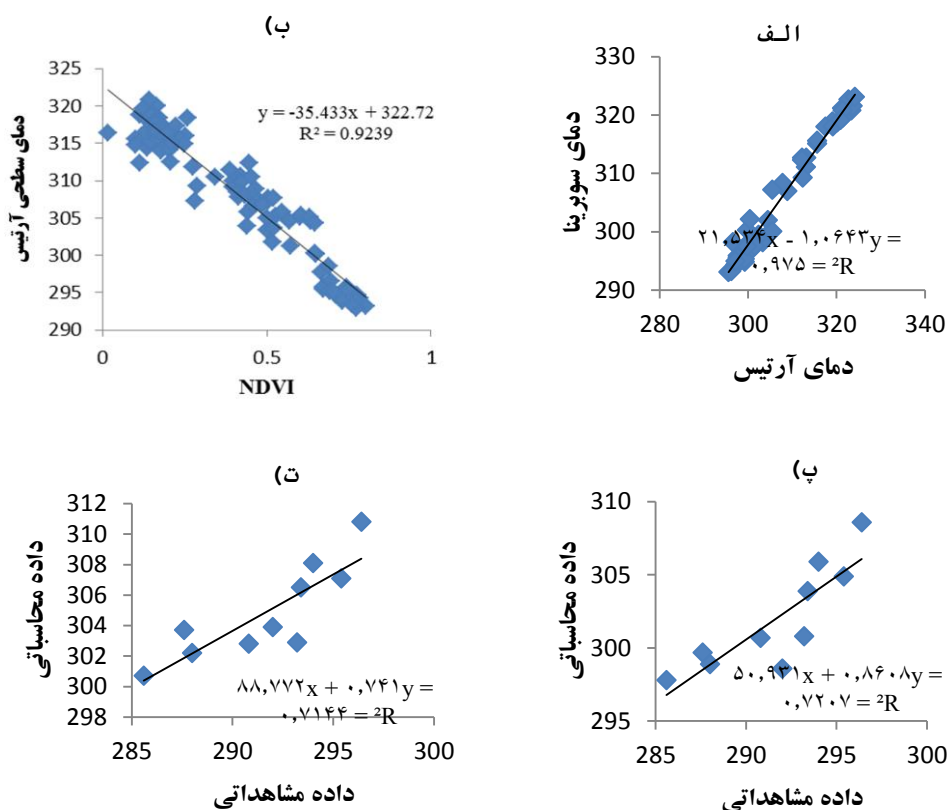 الـف
دمای سوبرینا
320
310
300
290
280 300 320 340
۲۱,۵۳۴x - ۱,۰۶۴۳y =
۰,۹۷۵ = ²R
دمای آرتیس
ب)
دمای سطحی آرتیس
325
320
315
310
305
300
295
290
y = -35.433x + 322.72
R² = 0.9239
0 0.5 1
NDVI
پ)
داده محاسباتی
310
305
300
295
۵۰,۹۳۱x + ۰,۸۶۰۸y =
۰,۷۲۰۷ = ²R
285 290 295 300
داده مشاهداتی
ت)
داده محاسباتی
312
310
308
306
304
302
300
298
۸۸,۷۷۲x + ۰,۷۴۱y =
۰,۷۱۴۴ = ²R
285 290 295 300
داده مشاهداتی